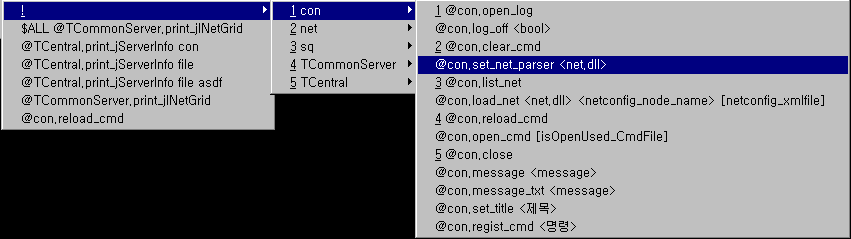 !
$ALL @TCommonServer.print_jINetGrid
@TCentral.print_jServerInfo con
@TCentral.print_jServerInfo file
@TCentral.print_jServerInfo file asdf
@TCommonServer.print_jINetGrid
@con.reload_cmd
1 con
2 net
3 sq
4 TCommonServer
5 TCentral
1 @con.open_log
@con.log_off <bool>
2 @con.clear_cmd
@con.set_net_parser <net.dll>
3 @con.list_net
@con.load_net <net.dll> <netconfig_node_name> [netconfig_xmlfile]
4 @con.reload_cmd
@con.open_cmd [isOpenUsed_CmdFile]
5 @con.close
@con.message <message>
@con.message_txt <message>
@con.set_title <제목>
@con.regist_cmd <명령>